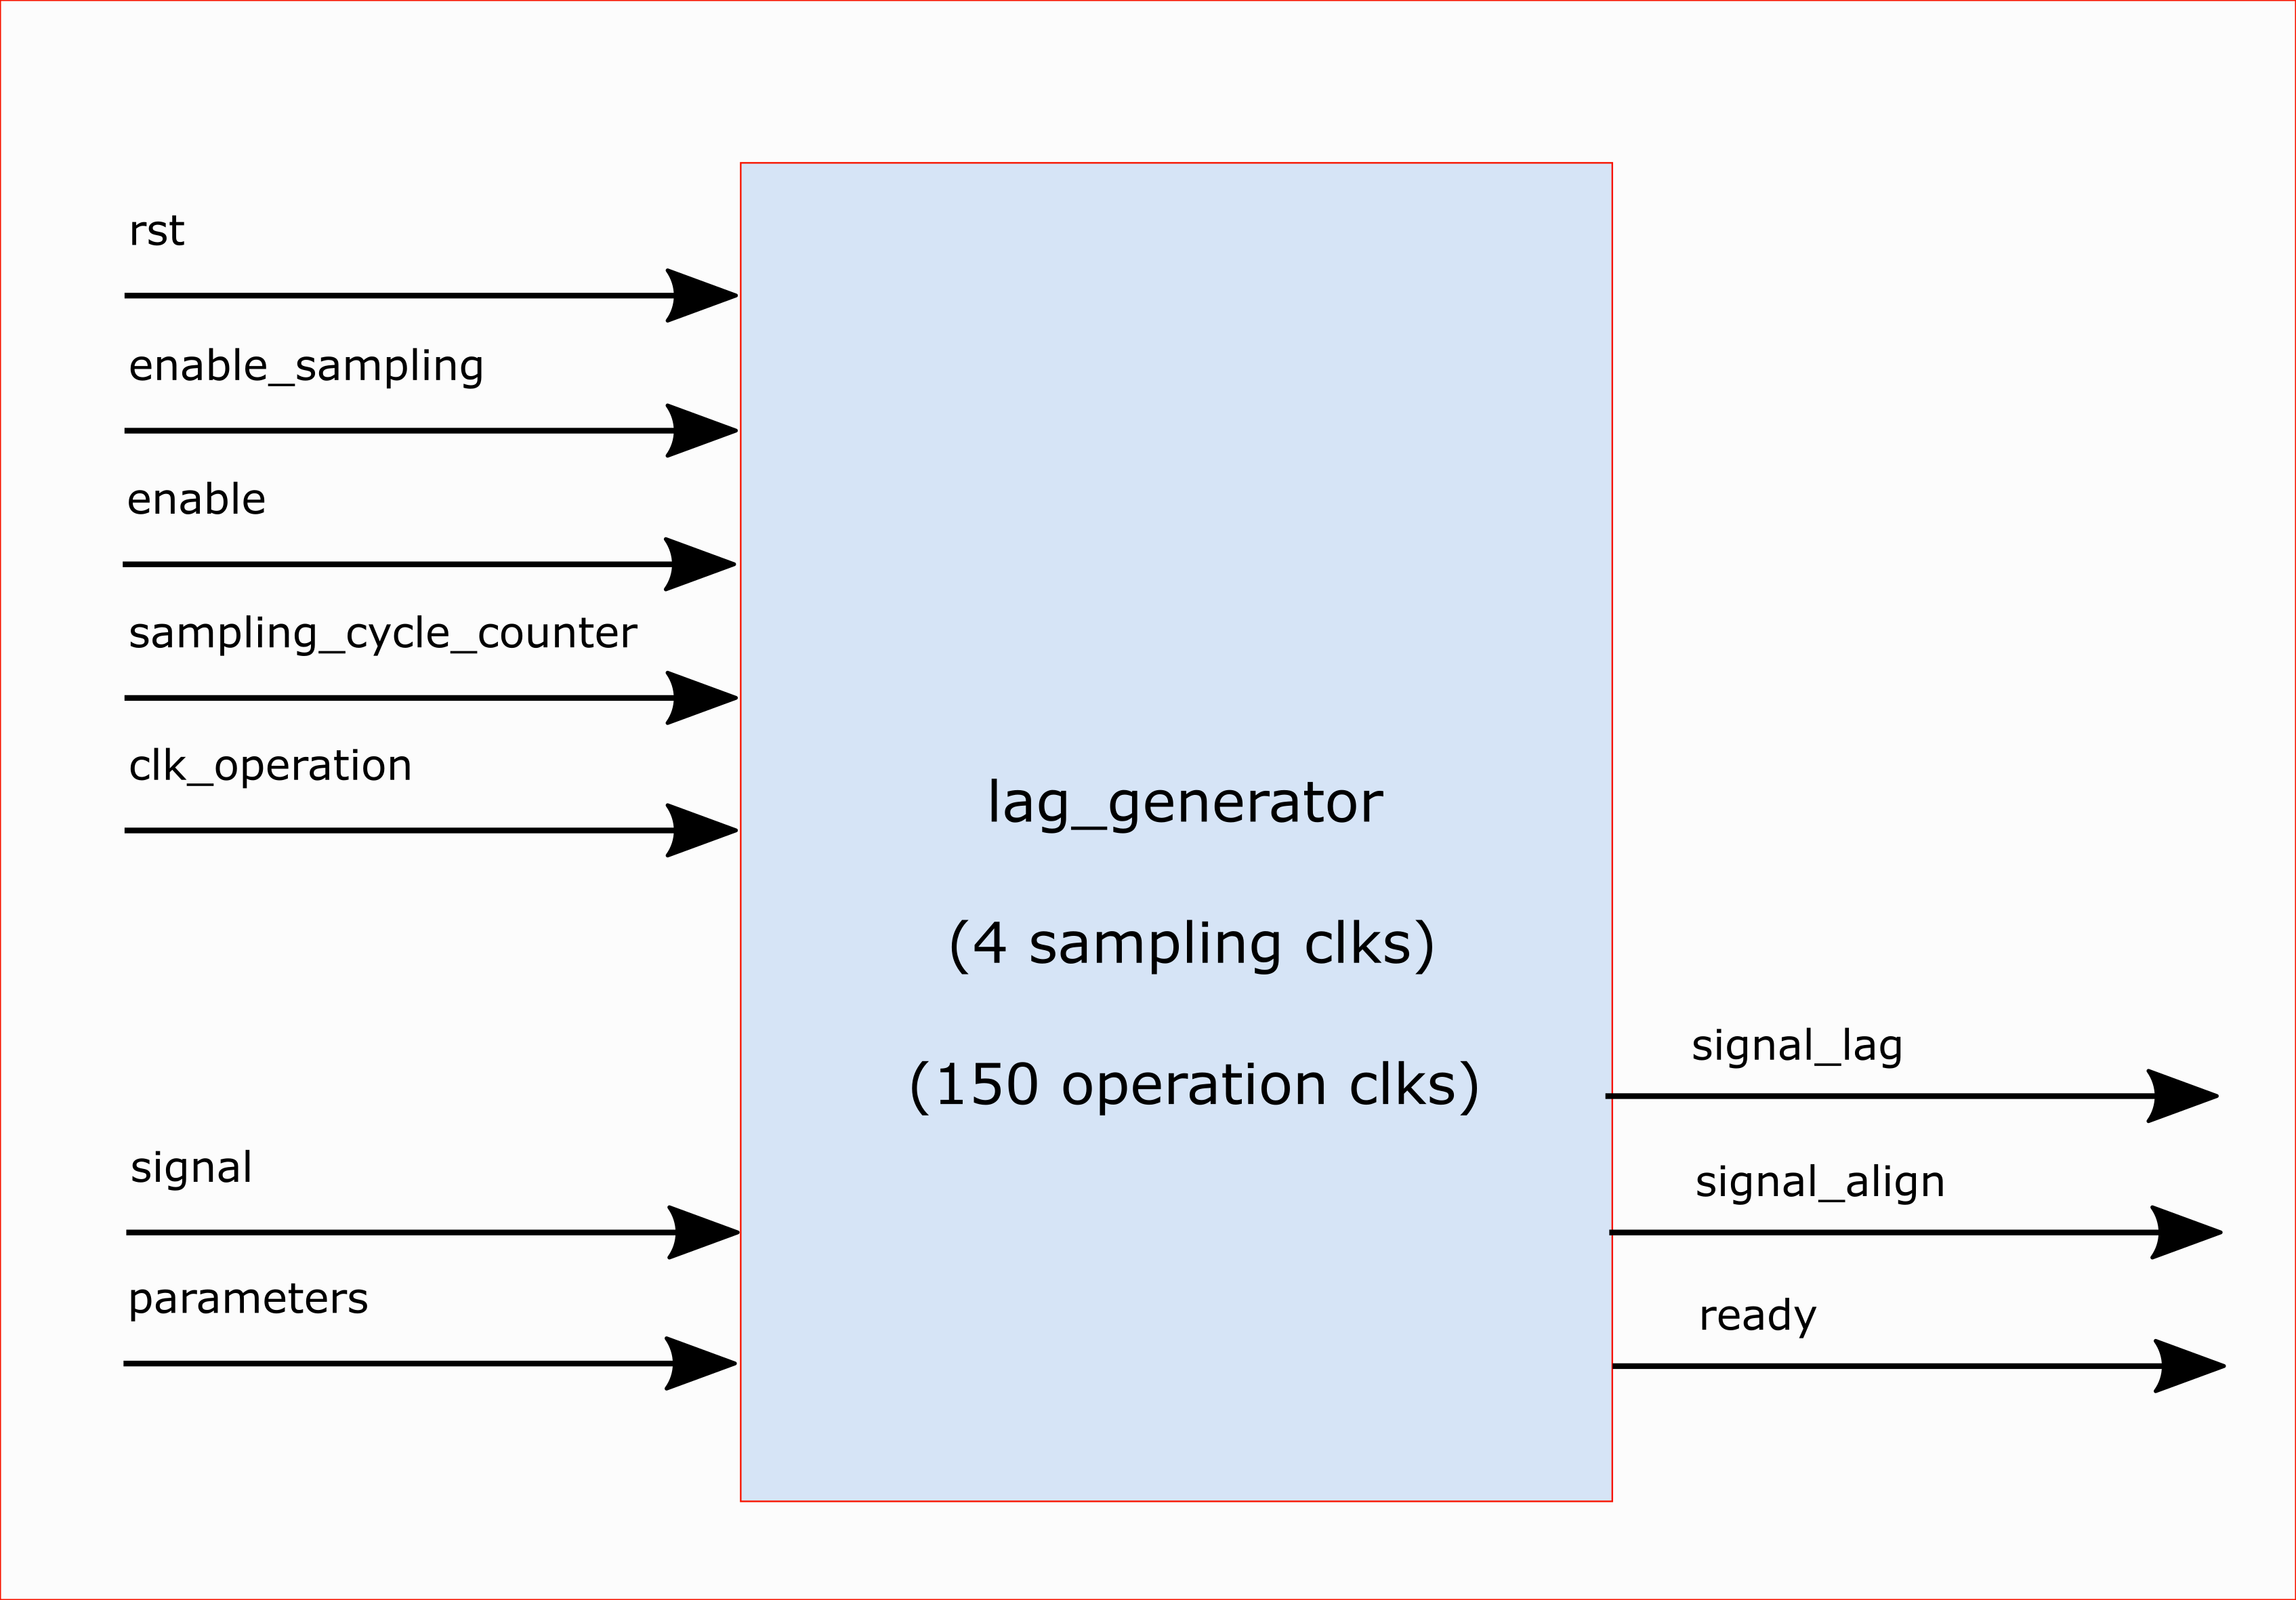 rst
enable_sampling
enable
sampling_cycle_counter
clk_operation
signal
parameters
lag_generator
(4 sampling clks)
(150 operation clks)
signal_lag
signal_align
ready